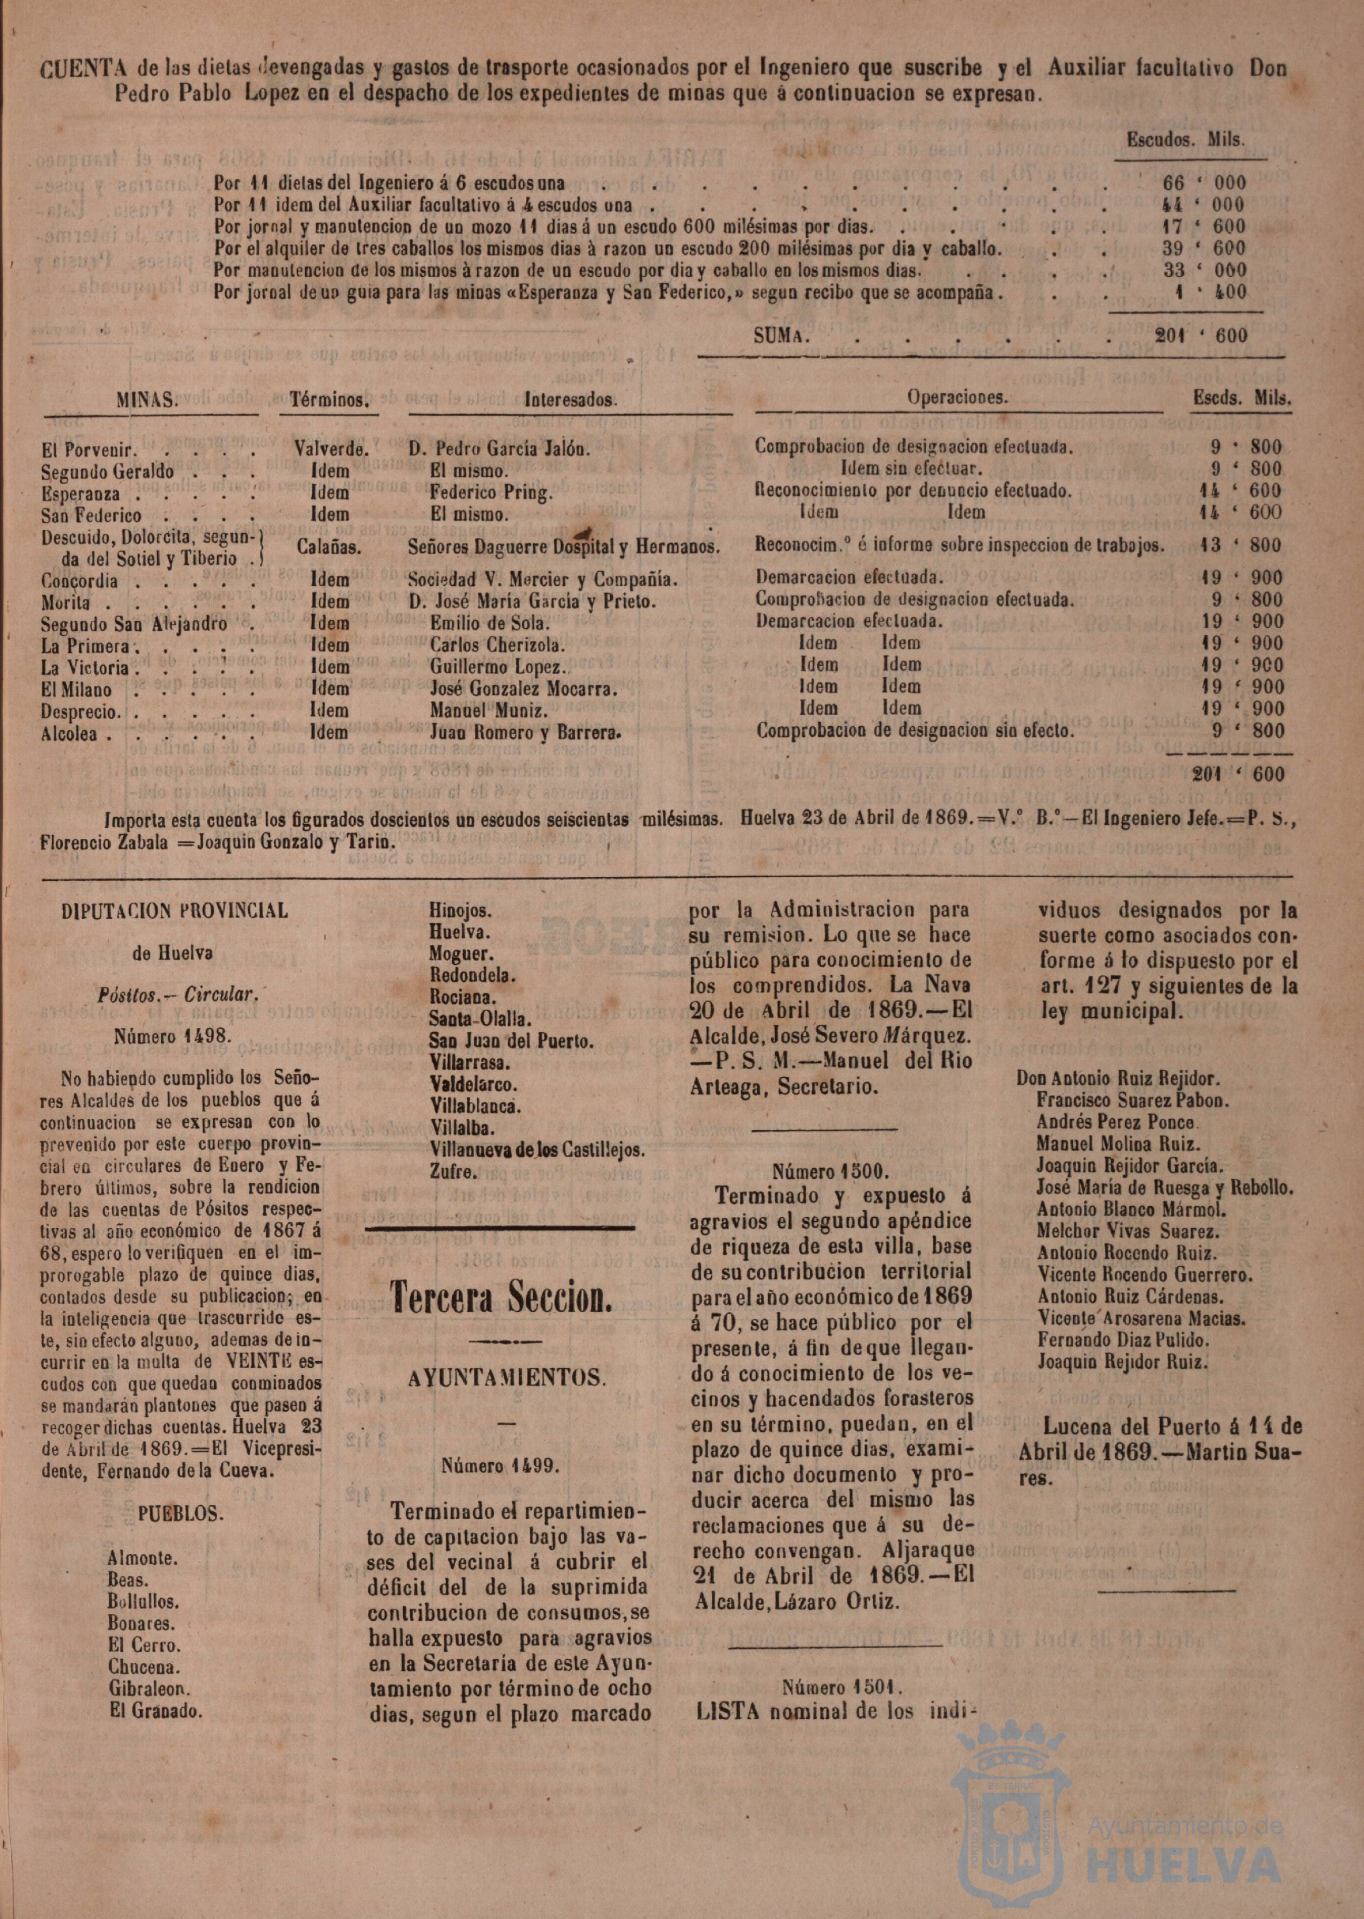 CUENTA de las dietas devengadas y gastos de trasporte ocasionados por el Ingeniero que suscribe y el Auxiliar facultativo Don
Pedro Pablo Lopez en el despacho de los expedientes de minas que á continuacion se expresan.
Escudos. Mils.
Por 11 dietas del Ingeniero á 6 escudos una . . . . . . . . . . . 66 ‘ 000
Por 11 idem del Auxiliar facultativo á 4 escudos una . . . . . . . . . . 44 ‘ 000
Por jornal y manutencion de un mozo 11 dias á un escudo 600 milésimas por dias. . . . . . 17 ‘ 600
Por el alquiler de tres caballos los mismos dias à razon un escudo 200 milésimas por dia y caballo. . . . 39 ‘ 600
Por manutencion de los mismos à razon de un escudo por dia y caballo en los mismos dias. . . . . 33 ‘ 000
Por jornal de un guia para las minas «Esperanza y San Federico,» segun recibo que se acompaña . . . 1 ‘ 400
SUMA. . . . . . . 201 ‘ 600
MINAS. Términos. Interesados. Operaciones. Escds. Mils.
El Porvenir. . . . . . Valverde. D. Pedro García Jalón. Comprobacion de designacion efectuada. 9 ‘ 800
Segundo Geraldo . . . Idem El mismo. Idem sin efectuar. 9 ‘ 800
Esperanza . . . . . Idem Federico Pring. Reconocimiento por denuncio efectuado. 14 ‘ 600
San Federico . . . . Idem El mismo. Idem Idem 14 ‘ 600
Descuido, Dolorcita, segun-
da del Sotiel y Tiberio .} Calañas. Señores Daguerre Dospital y Hermanos. Reconocim.º é informe sobre inspeccion de trabajos. 13 ‘ 800
Concordia . . . . . Idem Sociedad V. Mercier y Compañía. Demarcacion efectuada. 19 ‘ 900
Morita . . . . . . Idem D. José María García y Prieto. Comprobacion de designacion efectuada. 9 ‘ 800
Segundo San Alejandro . Idem Emilio de Sola. Demarcacion efectuada. 19 ‘ 900
La Primera . . . . . Idem Carlos Cherizola. Idem Idem 19 ‘ 900
La Victoria . . . . . Idem Guillermo Lopez. Idem Idem 19 ‘ 900
El Milano . . . . . Idem José Gonzalez Mocarra. Idem Idem 19 ‘ 900
Desprecio. . . . . . Idem Manuel Muniz. Idem Idem 19 ‘ 900
Alcolea . . . . . . Idem Juan Romero y Barrera. Comprobacion de designacion sin efecto. 9 ‘ 800
201 ‘ 600
Importa esta cuenta los figurados doscientos un escudos seiscientas milésimas. Huelva 23 de Abril de 1869.=V.º B.º—El Ingeniero Jefe.=P. S.,
Florencio Zabala =Joaquin Gonzalo y Tarin.
DIPUTACION PROVINCIAL
de Huelva
Pósitos.— Circular.
Número 1498.
No habiendo cumplido los Seño-
res Alcaldes de los pueblos que á
continuacion se expresan con lo
prevenido por este cuerpo provin-
cial en circulares de Enero y Fe-
brero últimos, sobre la rendicion
de las cuentas de Pósitos respec-
tivas al año económico de 1867 á
68, espero lo verifiquen en el im-
prorogable plazo de quince dias,
contados desde su publicacion; en
la inteligencia que trascurrido es-
te, sin efecto alguno, ademas de in-
currir en la multa de VEINTE es-
cudos con que quedan conminados
se mandarán plantones que pasen á
recoger dichas cuentas. Huelva 23
de Abril de 1869.=El Vicepresi-
dente, Fernando de la Cueva.
PUEBLOS.
Almonte.
Beas.
Bollullos.
Bonares.
El Cerro.
Chucena.
Gibraleon.
El Granado.
Hinojos.
Huelva.
Moguer.
Redondela.
Rociana.
Santa-Olalla.
San Juan del Puerto.
Villarrasa.
Valdelarco.
Villablanca.
Villalba.
Villanueva de los Castillejos.
Zufre.
Tercera Seccion.
AYUNTAMIENTOS.
Número 1499.
Terminado el repartimien-
to de capitacion bajo las va-
ses del vecinal á cubrir el
déficit del de la suprimida
contribucion de consumos, se
halla expuesto para agravios
en la Secretaría de este Ayun-
tamiento por término de ocho
dias, segun el plazo marcado
por la Administracion para
su remision. Lo que se hace
público para conocimiento de
los comprendidos. La Nava
20 de Abril de 1869.—El
Alcalde, José Severo Márquez.
—P. S. M.—Manuel del Rio
Arteaga, Secretario.
Número 1500.
Terminado y expuesto á
agravios el segundo apéndice
de riqueza de esta villa, base
de su contribucion territorial
para el año económico de 1869
á 70, se hace público por el
presente, á fin de que llegan-
do á conocimiento de los ve-
cinos y hacendados forasteros
en su término, puedan, en el
plazo de quince dias, exami-
nar dicho documento y pro-
ducir acerca del mismo las
reclamaciones que á su de-
recho convengan. Aljaraque
21 de Abril de 1869.—El
Alcalde, Lázaro Ortiz.
Número 1501.
LISTA nominal de los indi-
viduos designados por la
suerte como asociados con-
forme á lo dispuesto por el
art. 127 y siguientes de la
ley municipal.
Don Antonio Ruiz Rejidor.
Francisco Suarez Pabon.
Andrés Perez Ponce.
Manuel Molina Ruiz.
Joaquin Rejidor García.
José María de Ruesga y Rebollo.
Antonio Blanco Mármol.
Melchor Vivas Suarez.
Antonio Rocendo Ruiz.
Vicente Rocendo Guerrero.
Antonio Ruiz Cárdenas.
Vicente Arosarena Macias.
Fernando Diaz Pulido.
Joaquin Rejidor Ruiz.
Lucena del Puerto á 14 de
Abril de 1869.—Martin Sua-
res.
Ayuntamiento de
HUELVA